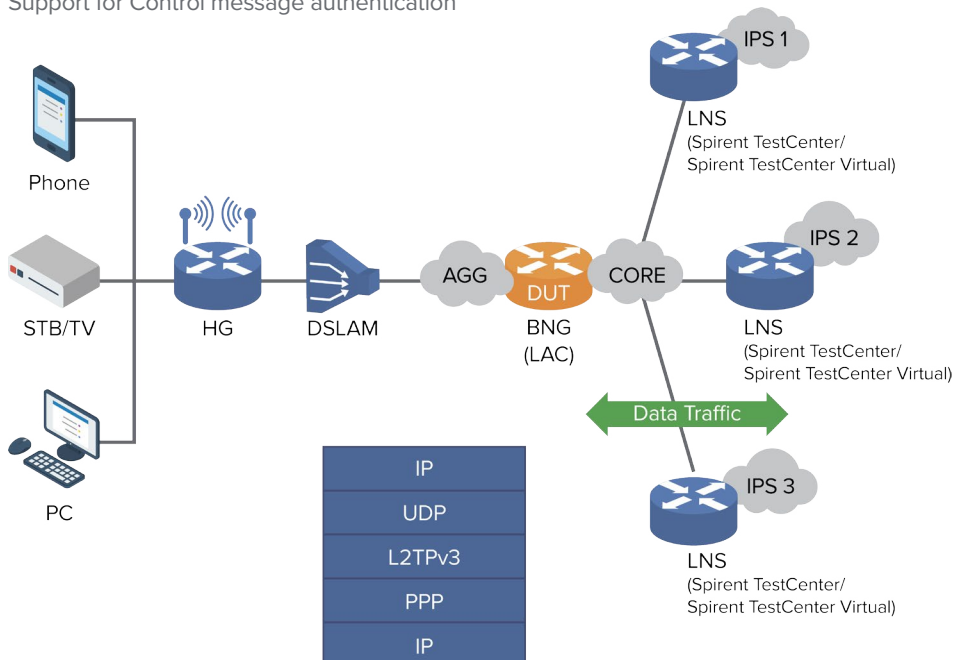 Support for Control message authentication
IPS 1
LNS
(Spirent TestCenter/
Spirent TestCenter Virtual)
Phone
IPS 2
AGG
DUT
CORE
STB/TV
HG
DSLAM
BNG
(LAC)
LNS
(Spirent TestCenter/
Spirent TestCenter Virtual)
Data Traffic
PC
IP
UDP
L2TPv3
PPP
IP
IPS 3
LNS
(Spirent TestCenter/
Spirent TestCenter Virtual)